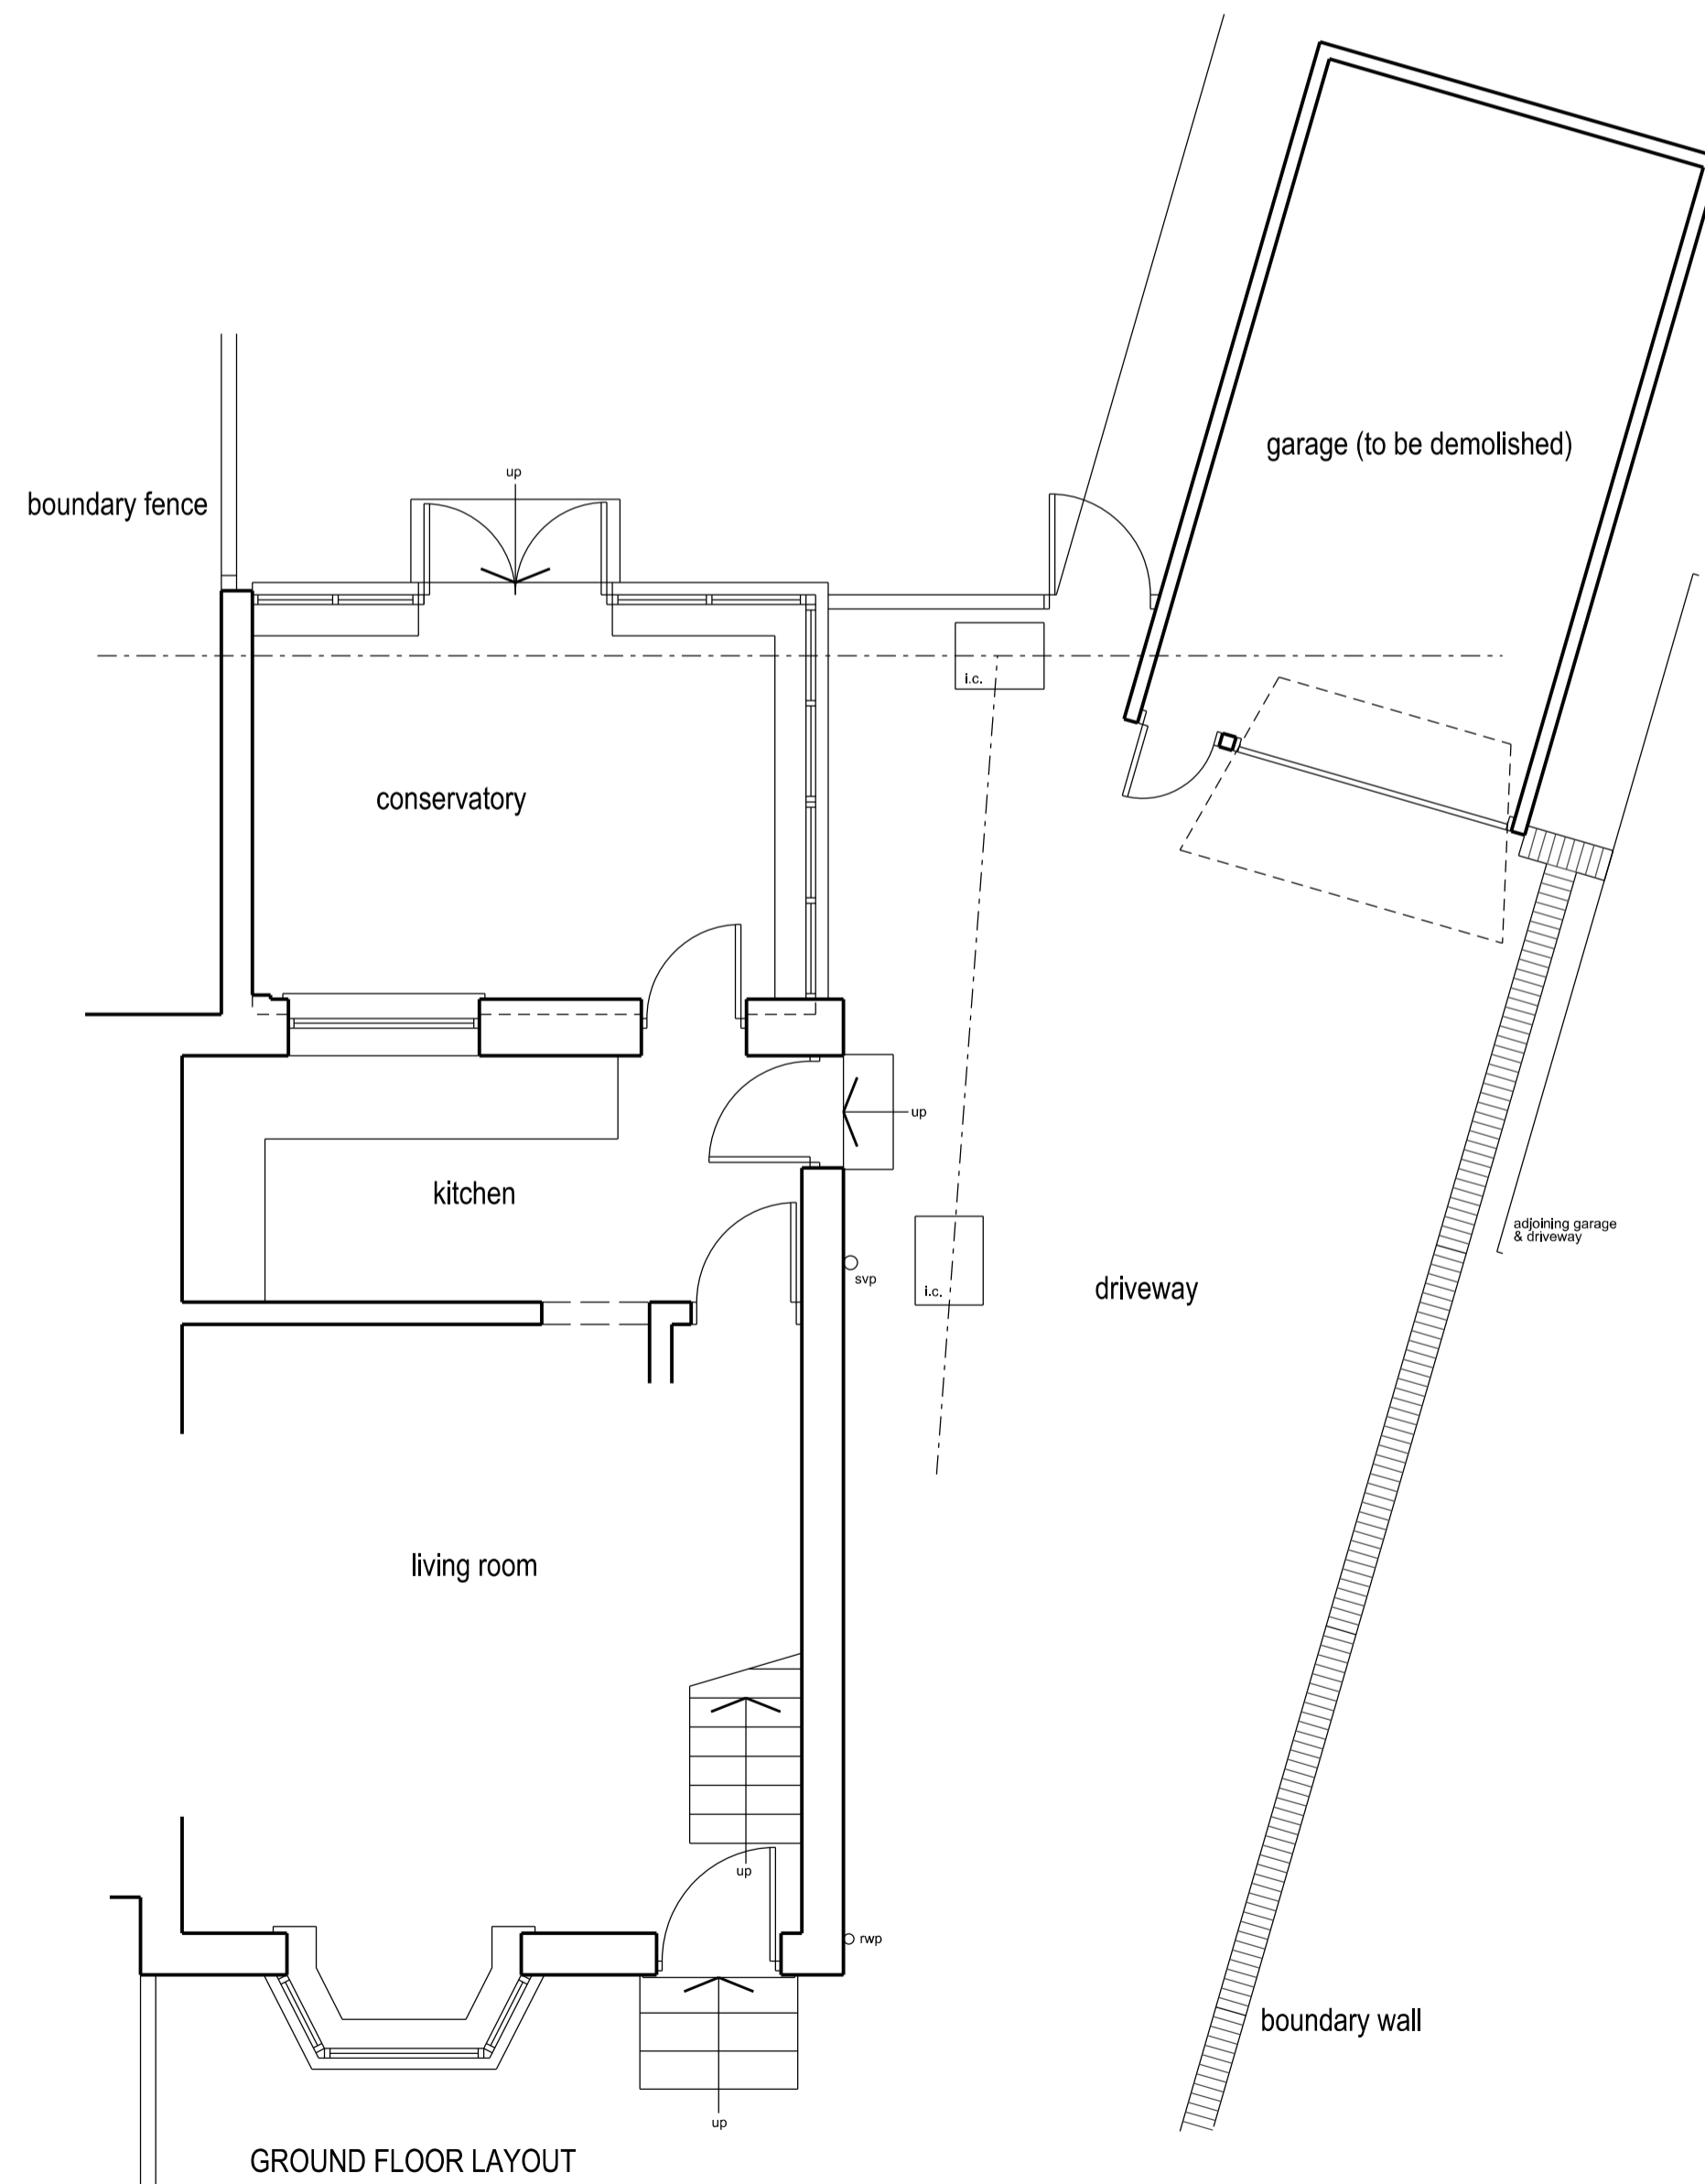 garage (to be demolished)
up
boundary fence
i.c.
conservatory
up
kitchen
adjoining garage
& driveway
svp
driveway
i.c.
living room
up
rwp
boundary wall
up
GROUND FLOOR LAYOUT